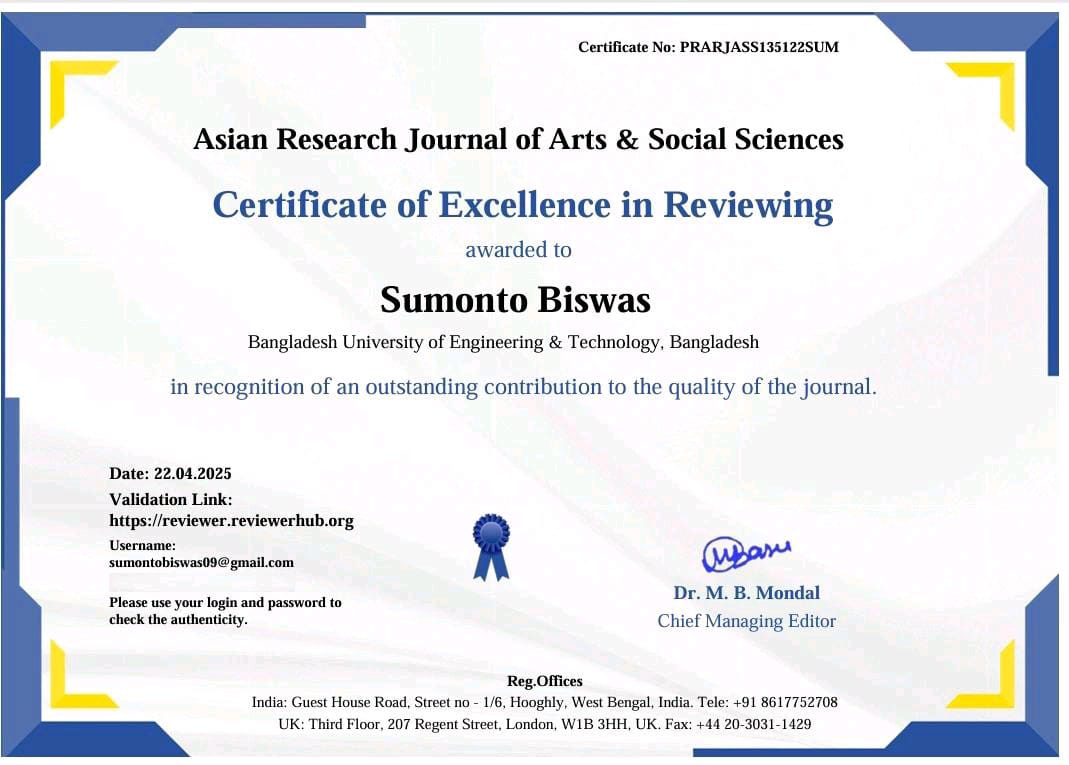 Certificate No: PRARJASS135122SUM
Asian Research Journal of Arts & Social Sciences
Certificate of Excellence in Reviewing
awarded to
Sumonto Biswas
Bangladesh University of Engineering & Technology, Bangladesh
in recognition of an outstanding contribution to the quality of the journal.
Date: 22.04.2025
Validation Link:
https://reviewer.reviewerhub.org
Username:
sumontobiswas09@gmail.com
Please use your login and password to
check the authenticity.
Dr. M. B. Mondal
Chief Managing Editor
Reg.Offices
India: Guest House Road, Street no - 1/6, Hooghly, West Bengal, India. Tele: +91 8617752708
UK: Third Floor, 207 Regent Street, London, W1B 3HH, UK. Fax: +44 20-3031-1429